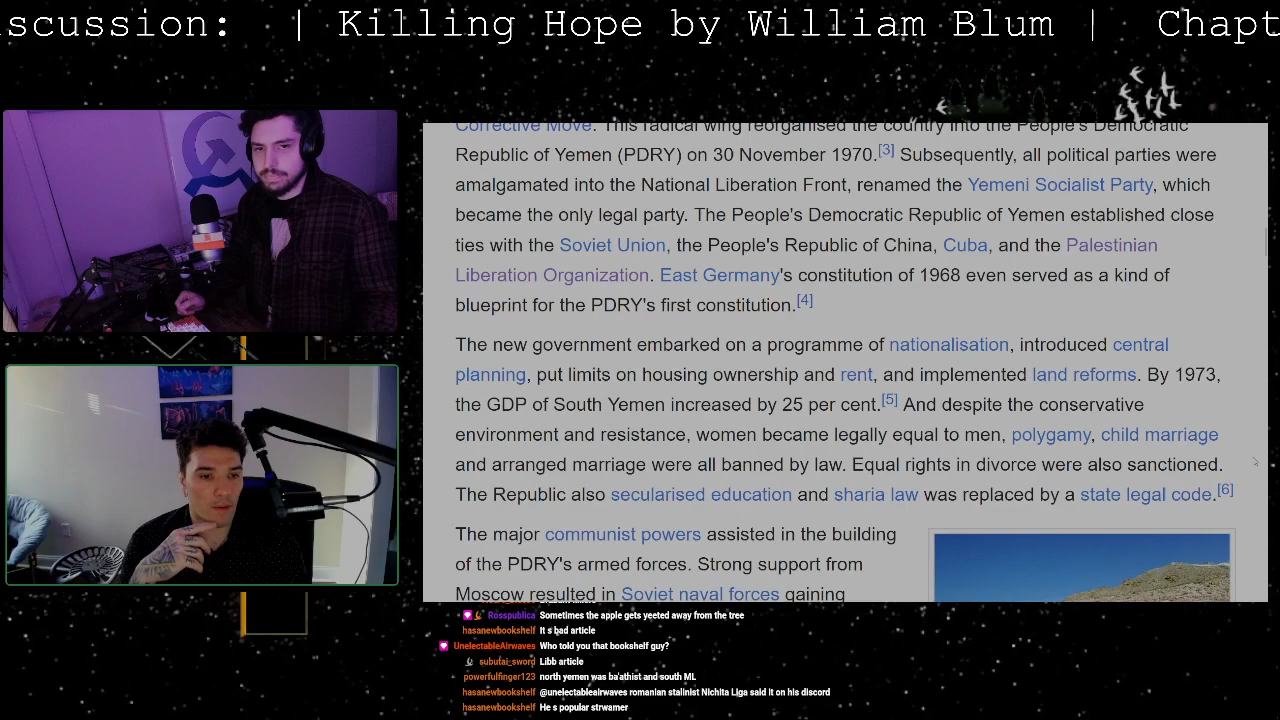 scussion: | Killing Hope by William Blum | Chapt
Corrective Move. This radical wing reorganised the country into the People's Democratic
Republic of Yemen (PDRY) on 30 November 1970.[3] Subsequently, all political parties were
amalgamated into the National Liberation Front, renamed the Yemeni Socialist Party, which
became the only legal party. The People's Democratic Republic of Yemen established close
ties with the Soviet Union, the People's Republic of China, Cuba, and the Palestinian
Liberation Organization. East Germany's constitution of 1968 even served as a kind of
blueprint for the PDRY's first constitution.[4]
The new government embarked on a programme of nationalisation, introduced central
planning, put limits on housing ownership and rent, and implemented land reforms. By 1973,
the GDP of South Yemen increased by 25 per cent.[5] And despite the conservative
environment and resistance, women became legally equal to men, polygamy, child marriage
and arranged marriage were all banned by law. Equal rights in divorce were also sanctioned.
The Republic also secularised education and sharia law was replaced by a state legal code.[6]
The major communist powers assisted in the building
of the PDRY's armed forces. Strong support from
Moscow resulted in Soviet naval forces gaining
Rosspublica Sometimes the apple gets yeeted away from the tree
hasanewbookshelf It s bad article
UnelectableAirwaves Who told you that bookshelf guy?
subutai_sword Libb article
powerfulfinger123 north yemen was ba'athist and south ML
hasanewbookshelf @unelectableairwaves romanian stalinist Nichita Liga said it on his discord
hasanewbookshelf He s popular strwamer